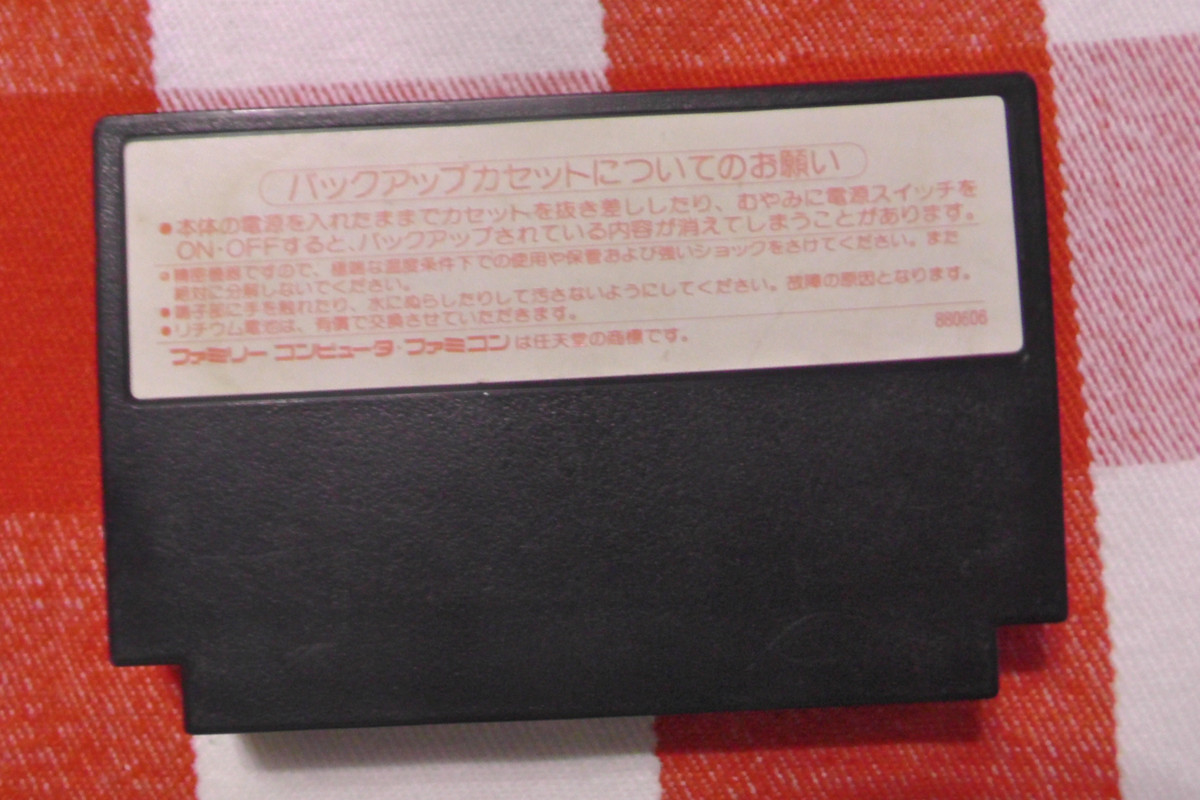 バックアップカセットについてのお願い
●本体の電源を入れたままでカセットを抜き差ししたり、むやみに電源スイッチを
ON・OFFすると、バックアップされている内容が消えてしまうことがあります。
●精密機器ですので、極端な温度条件下での使用や保管および強いショックをさけてください。また
絶対に分解しないでください。
●端子部に手を触れたり、水にぬらしたりして汚さないようにしてください。故障の原因となります。
●リチウム電池は、有償で交換させていただきます。
880606
ファミリーコンピュータ・ファミコンは任天堂の商標です。